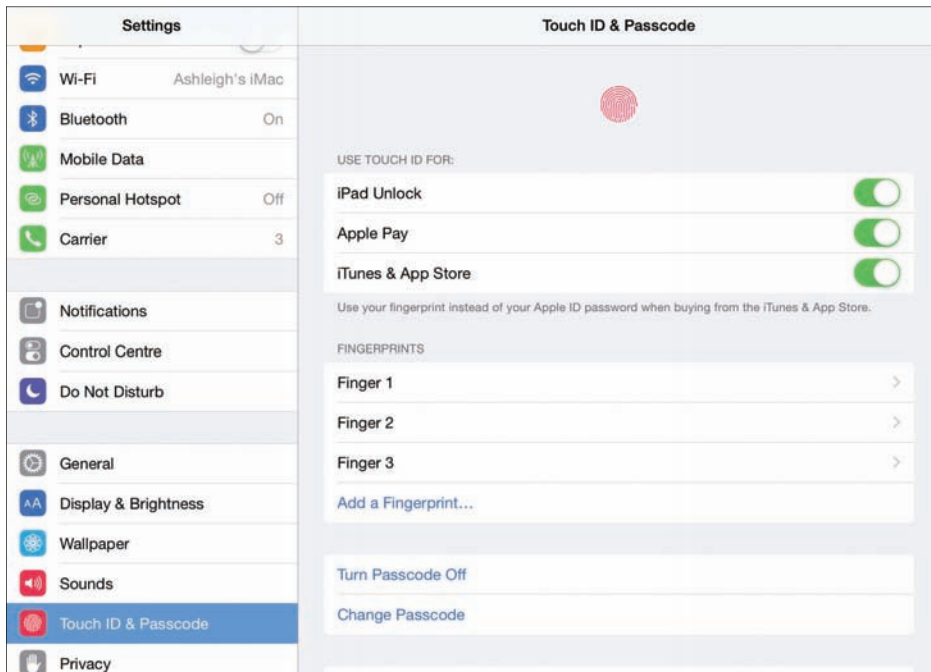 Settings
Wi-Fi Ashleigh's iMac
Bluetooth On
Mobile Data
Personal Hotspot Off
Carrier 3
Notifications
Control Centre
Do Not Disturb
General
AA Display & Brightness
Wallpaper
Sounds
Touch ID & Passcode
Privacy
Touch ID & Passcode
USE TOUCH ID FOR:
iPad Unlock
Apple Pay
iTunes & App Store
Use your fingerprint instead of your Apple ID password when buying from the iTunes & App Store.
FINGERPRINTS
Finger 1
Finger 2
Finger 3
Add a Fingerprint...
Turn Passcode Off
Change Passcode